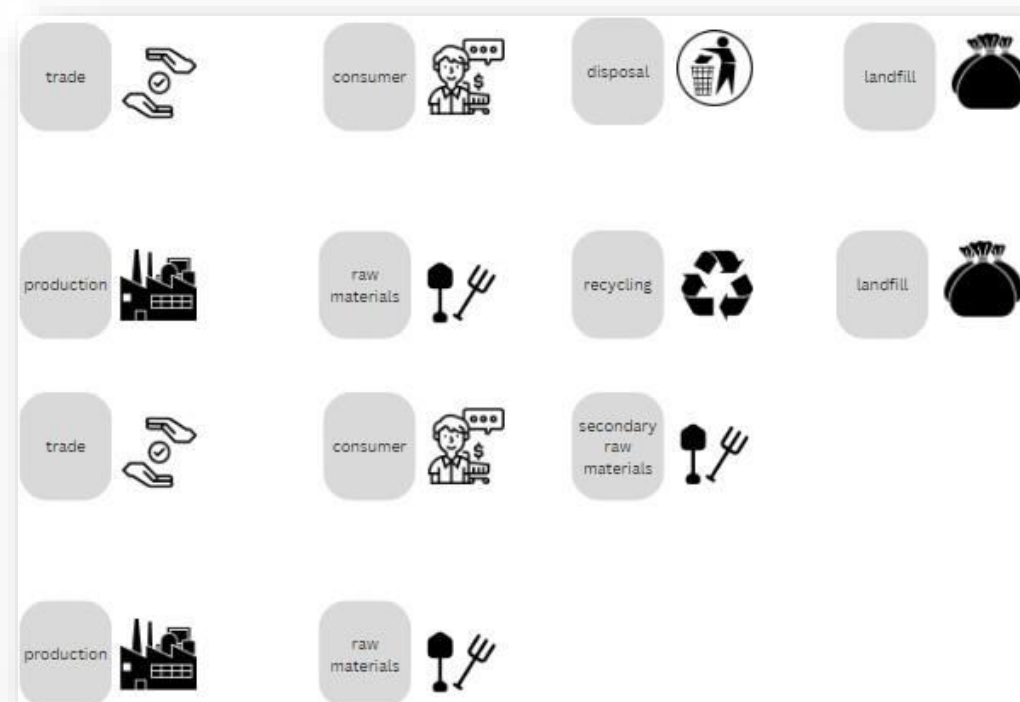 trade
consumer
disposal
landfill
production
raw
materials
recycling
landfill
trade
consumer
secondary
raw
materials
production
raw
materials